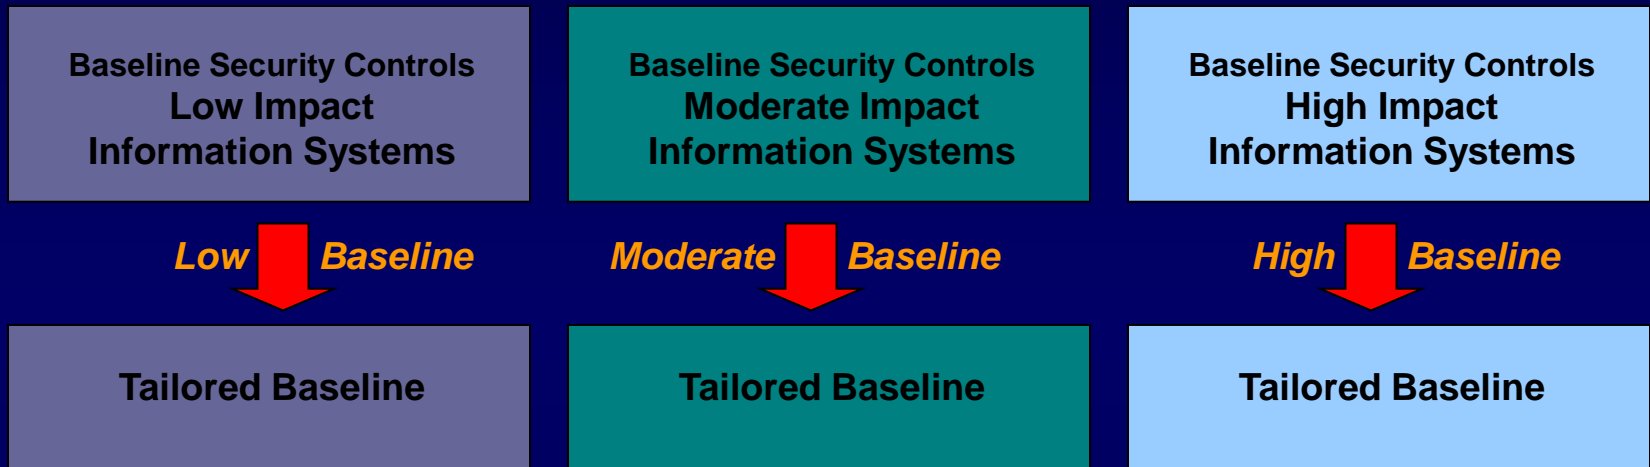 Baseline Security Controls
Low Impact
Information Systems
Baseline Security Controls
Moderate Impact
Information Systems
Baseline Security Controls
High Impact
Information Systems
Low Baseline
Moderate Baseline
High Baseline
Tailored Baseline
Tailored Baseline
Tailored Baseline